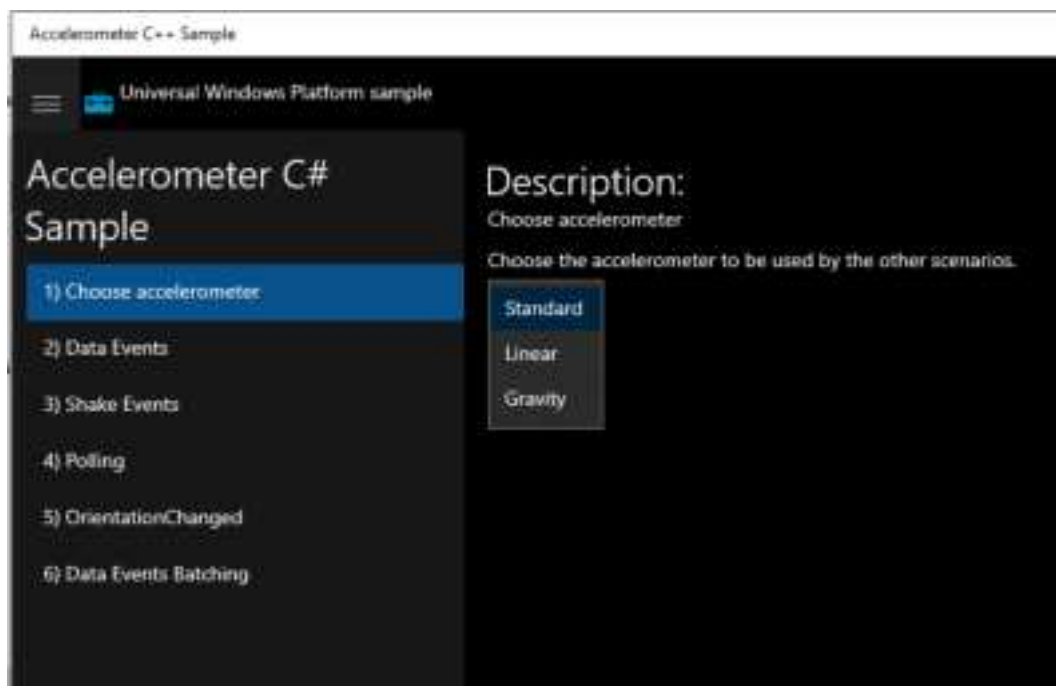 Accelerometer C++ Sample
Universal Windows Platform sample
Accelerometer C#
Sample
1) Choose accelerometer
2) Data Events
3) Shake Events
4) Polling
5) OrientationChanged
6) Data Events Batching
Description:
Choose accelerometer
Choose the accelerometer to be used by the other scenarios.
Standard
Linear
Gravity